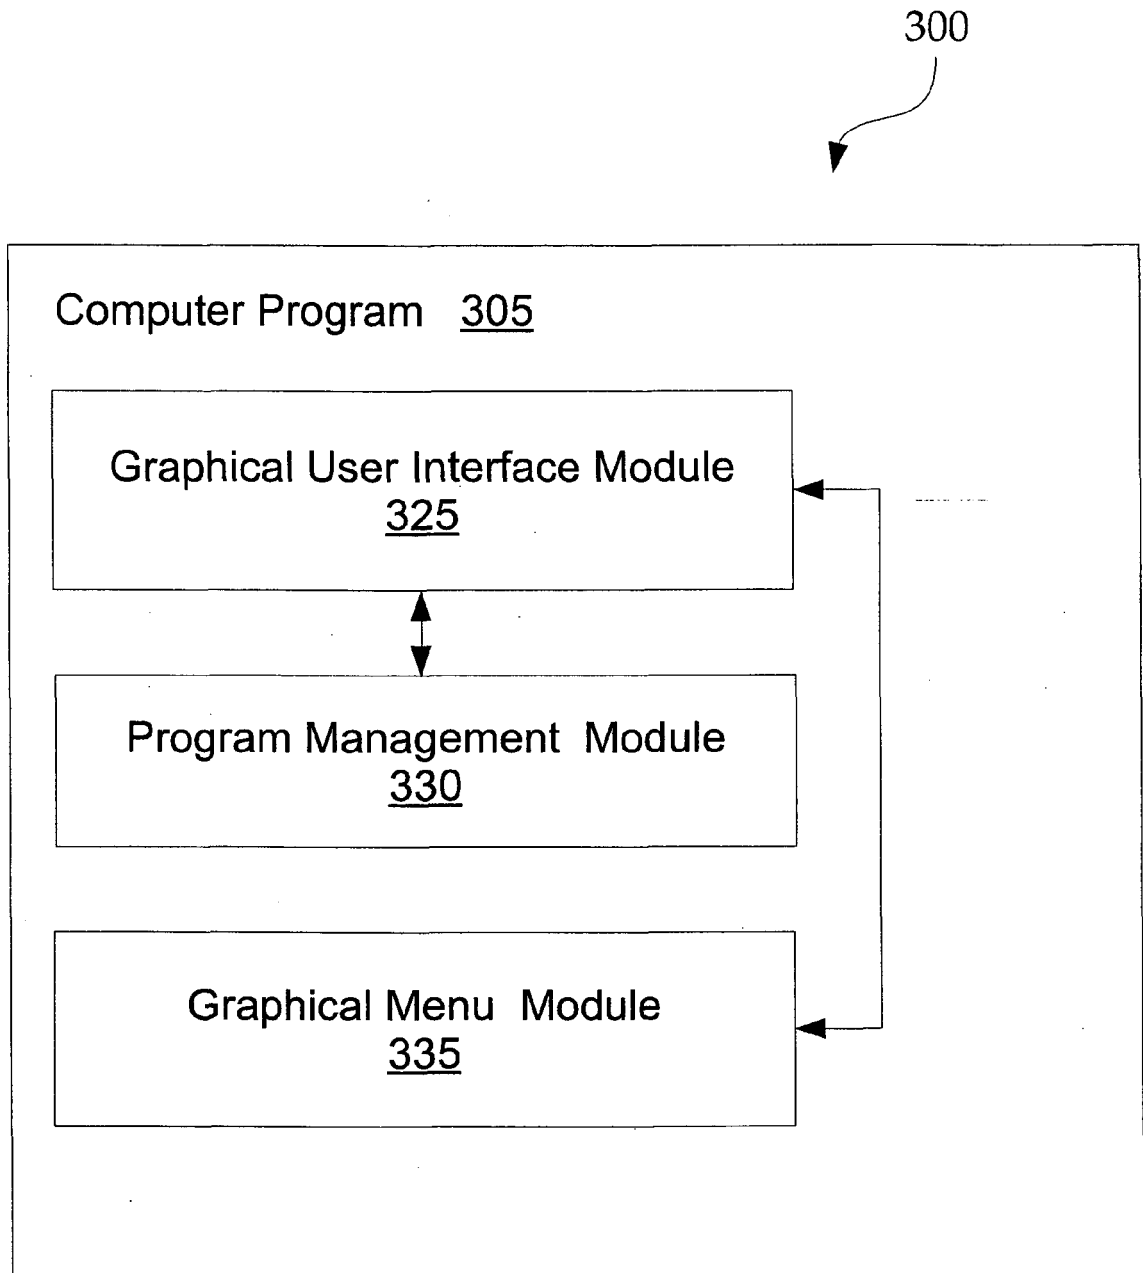 300
Computer Program 305
Graphical User Interface Module
325
Program Management Module
330
Graphical Menu Module
335